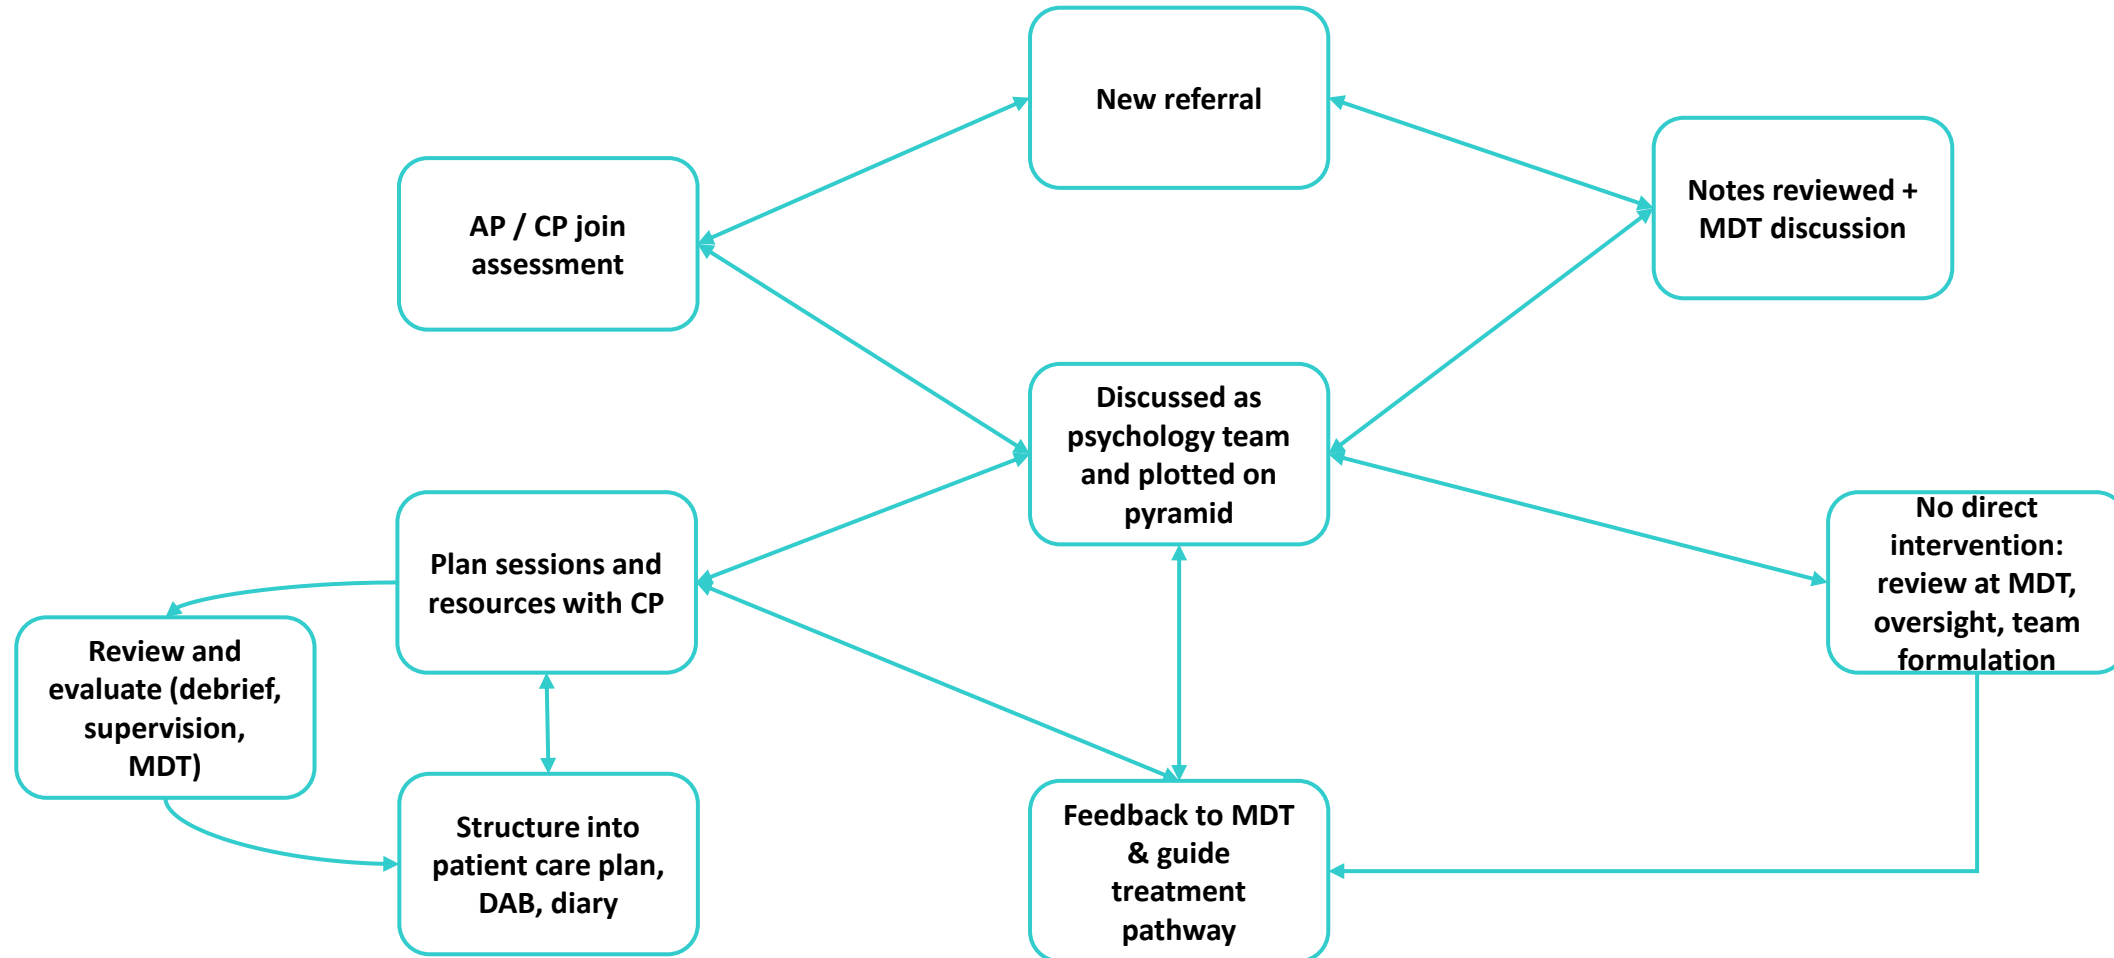 New referral
Notes reviewed +
MDT discussion
AP / CP join
assessment
Discussed as
psychology team
and plotted on
pyramid
No direct
intervention:
review at MDT,
oversight, team
formulation
Plan sessions and
resources with CP
Review and
evaluate (debrief,
supervision,
MDT)
Structure into
patient care plan,
DAB, diary
Feedback to MDT
& guide
treatment
pathway